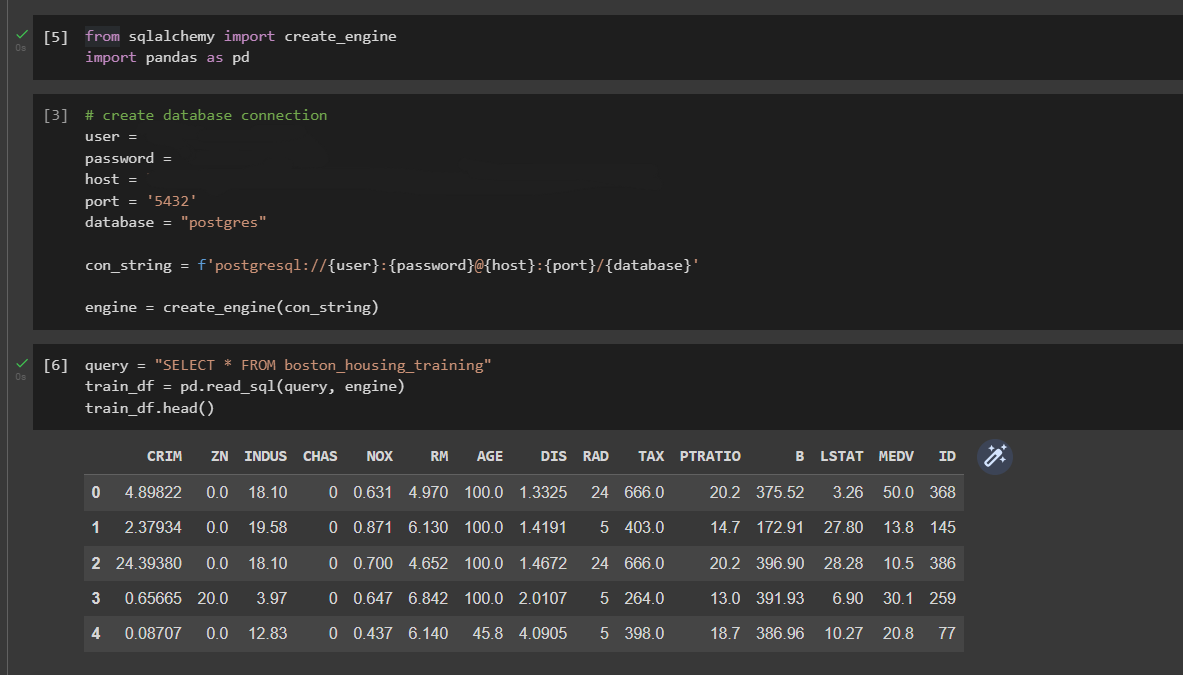 [5] from sqlalchemy import create_engine
0s import pandas as pd
[3] # create database connection
user =
password =
host =
port = '5432'
database = "postgres"
con_string = f'postgresql://{user}:{password}@{host}:{port}/{database}'
engine = create_engine(con_string)
[6] query = "SELECT * FROM boston_housing_training"
0s train_df = pd.read_sql(query, engine)
train_df.head()
CRIM ZN INDUS CHAS NOX RM AGE DIS RAD TAX PTRATIO B LSTAT MEDV ID
0 4.89822 0.0 18.10 0 0.631 4.970 100.0 1.3325 24 666.0 20.2 375.52 3.26 50.0 368
1 2.37934 0.0 19.58 0 0.871 6.130 100.0 1.4191 5 403.0 14.7 172.91 27.80 13.8 145
2 24.39380 0.0 18.10 0 0.700 4.652 100.0 1.4672 24 666.0 20.2 396.90 28.28 10.5 386
3 0.65665 20.0 3.97 0 0.647 6.842 100.0 2.0107 5 264.0 13.0 391.93 6.90 30.1 259
4 0.08707 0.0 12.83 0 0.437 6.140 45.8 4.0905 5 398.0 18.7 386.96 10.27 20.8 77